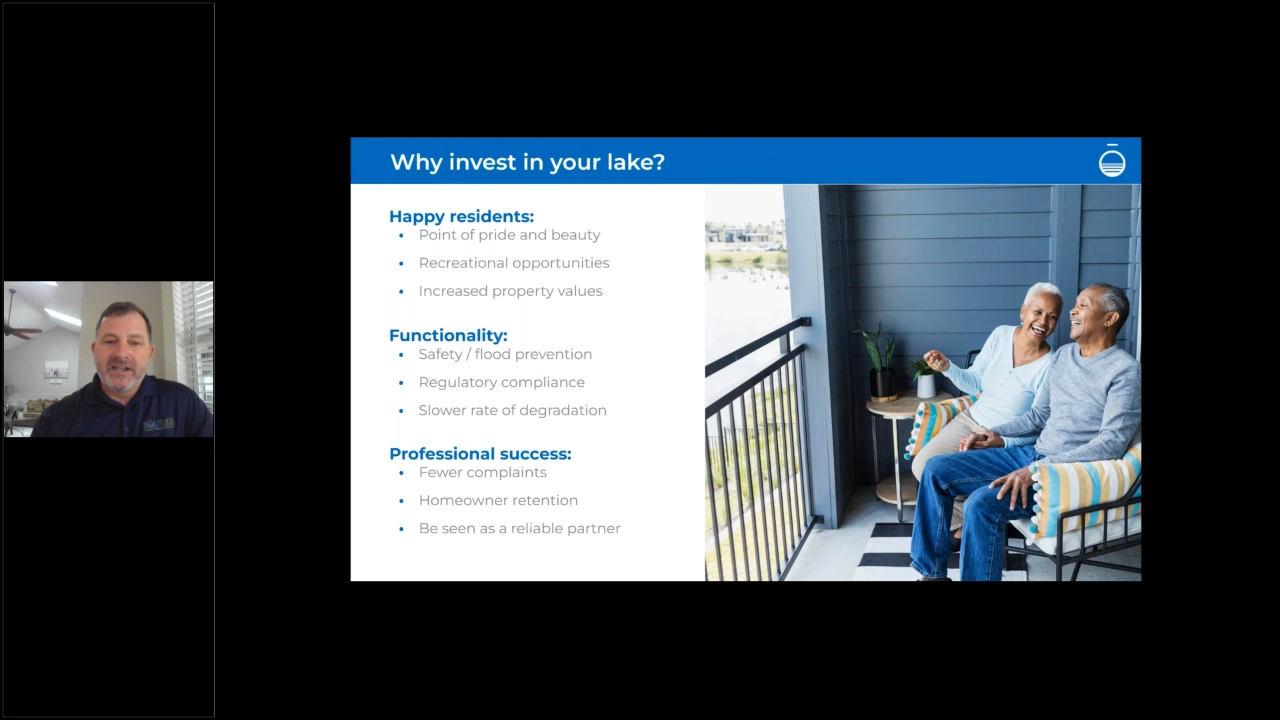 Why invest in your lake?
Happy residents:
• Point of pride and beauty
• Recreational opportunities
• Increased property values
Functionality:
• Safety / flood prevention
• Regulatory compliance
• Slower rate of degradation
Professional success:
• Fewer complaints
• Homeowner retention
• Be seen as a reliable partner